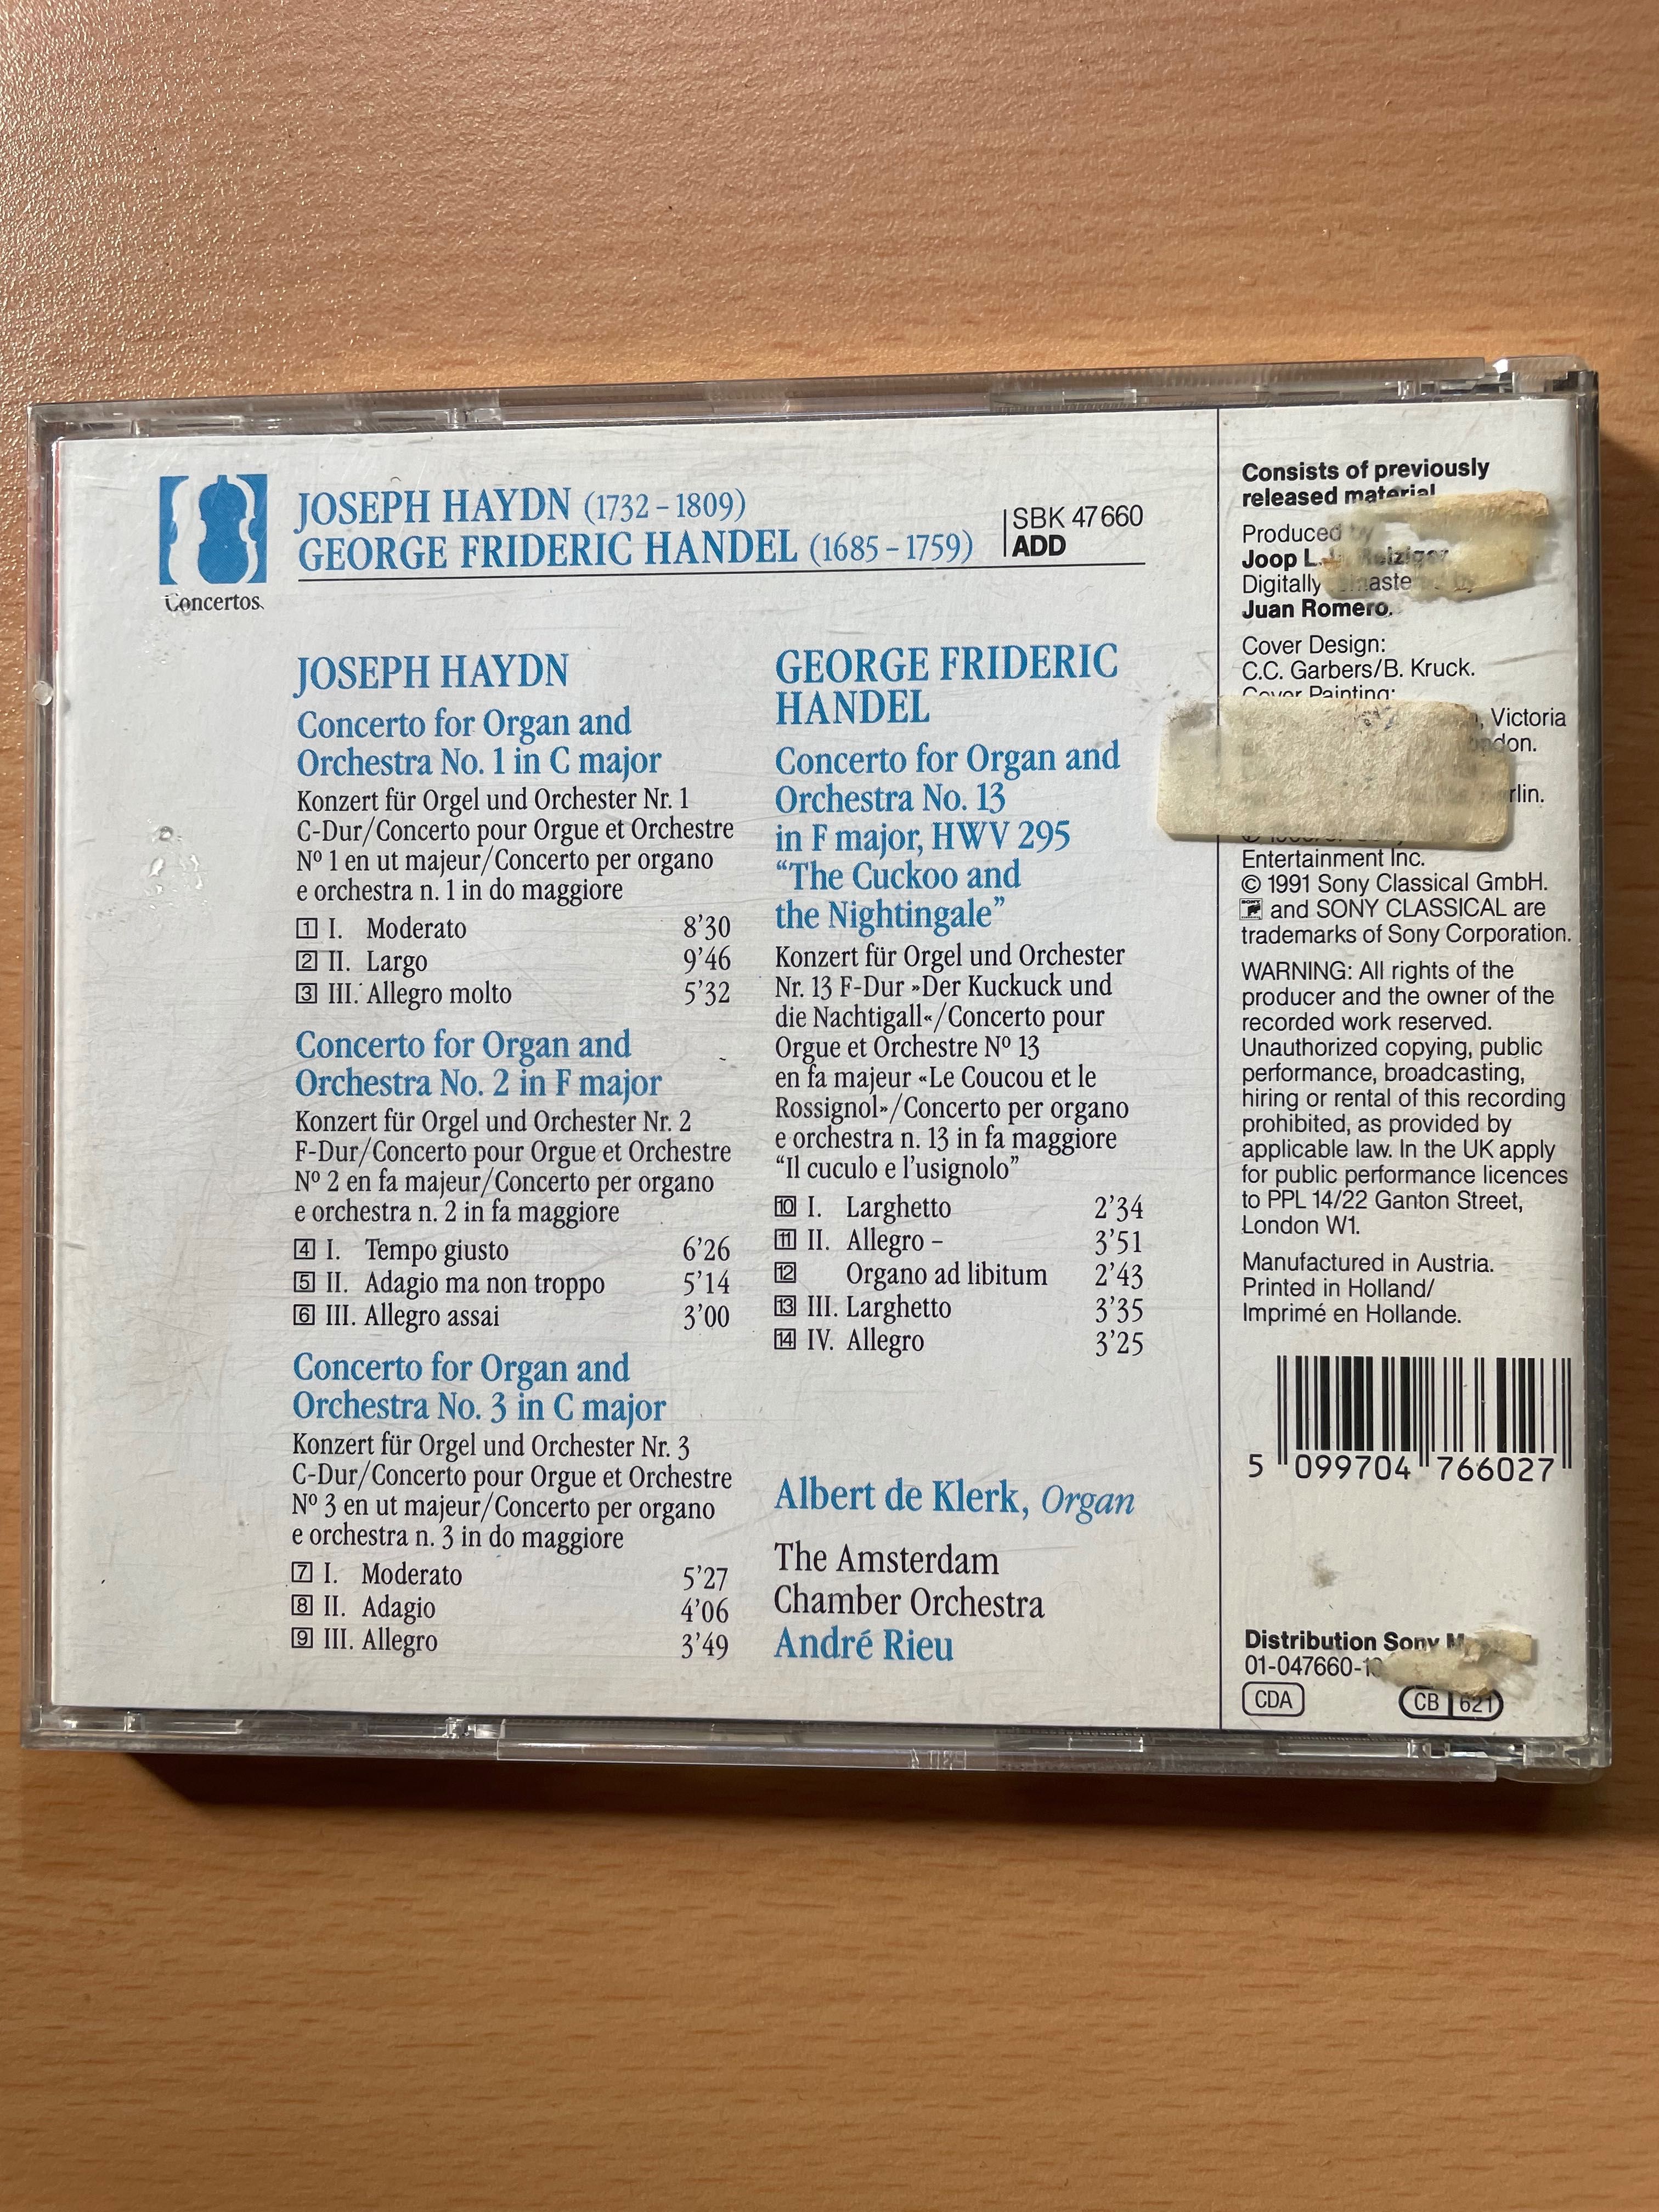 Concertos
JOSEPH HAYDN (1732 – 1809)
GEORGE FRIDERIC HANDEL (1685 – 1759)
SBK 47660
ADD
JOSEPH HAYDN
Concerto for Organ and
Orchestra No. 1 in C major
Konzert für Orgel und Orchester Nr. 1
C-Dur/Concerto pour Orgue et Orchestre
Nº 1 en ut majeur/Concerto per organo
e orchestra n. 1 in do maggiore
1 I. Moderato 8’30
2 II. Largo 9’46
3 III. Allegro molto 5’32
Concerto for Organ and
Orchestra No. 2 in F major
Konzert für Orgel und Orchester Nr. 2
F-Dur/Concerto pour Orgue et Orchestre
Nº 2 en fa majeur/Concerto per organo
e orchestra n. 2 in fa maggiore
4 I. Tempo giusto 6’26
5 II. Adagio ma non troppo 5’14
6 III. Allegro assai 3’00
Concerto for Organ and
Orchestra No. 3 in C major
Konzert für Orgel und Orchester Nr. 3
C-Dur/Concerto pour Orgue et Orchestre
Nº 3 en ut majeur/Concerto per organo
e orchestra n. 3 in do maggiore
7 I. Moderato 5’27
8 II. Adagio 4’06
9 III. Allegro 3’49
GEORGE FRIDERIC
HANDEL
Concerto for Organ and
Orchestra No. 13
in F major, HWV 295
“The Cuckoo and
the Nightingale”
Konzert für Orgel und Orchester
Nr. 13 F-Dur »Der Kuckuck und
die Nachtigall«/Concerto pour
Orgue et Orchestre Nº 13
en fa majeur «Le Coucou et le
Rossignol»/Concerto per organo
e orchestra n. 13 in fa maggiore
“Il cuculo e l’usignolo”
10 I. Larghetto 2’34
11 II. Allegro – 3’51
12 Organo ad libitum 2’43
13 III. Larghetto 3’35
14 IV. Allegro 3’25
Albert de Klerk, Organ
The Amsterdam
Chamber Orchestra
André Rieu
Consists of previously
released material
Produced by
Joop L.
Digitally
Juan Romero.
Cover Design:
C.C. Garbers/B. Kruck.
Cover Painting:
Victoria
Entertainment Inc.
© 1991 Sony Classical GmbH.
and SONY CLASSICAL are
trademarks of Sony Corporation.
WARNING: All rights of the
producer and the owner of the
recorded work reserved.
Unauthorized copying, public
performance, broadcasting,
hiring or rental of this recording
prohibited, as provided by
applicable law. In the UK apply
for public performance licences
to PPL 14/22 Ganton Street,
London W1.
Manufactured in Austria.
Printed in Holland/
Imprimé en Hollande.
5 099704 766027
Distribution Sony
CDA
CB 621